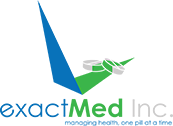 exactMed Inc.
managing health, one pill at a time